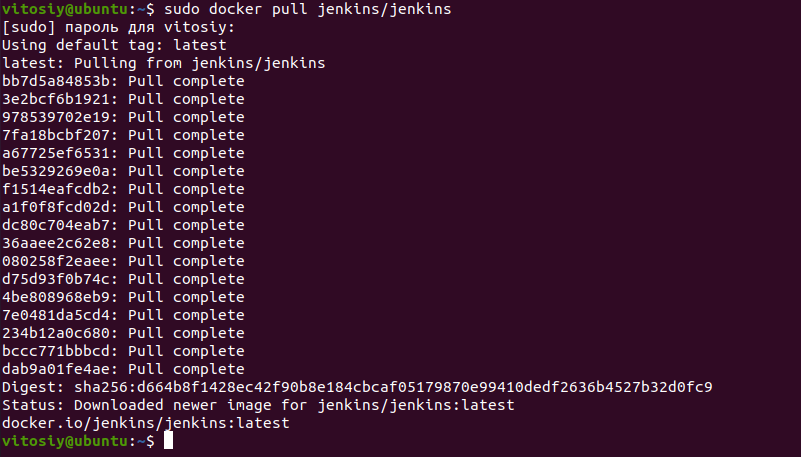 vitosiy@ubuntu:~$ sudo docker pull jenkins/jenkins
[sudo] пароль для vitosiy:
Using default tag: latest
latest: Pulling from jenkins/jenkins
bb7d5a84853b: Pull complete
3e2bcf6b1921: Pull complete
978539702e19: Pull complete
7fa18bcbf207: Pull complete
a67725ef6531: Pull complete
be5329269e0a: Pull complete
f1514eafcdb2: Pull complete
a1f0f8fcd02d: Pull complete
dc80c704eab7: Pull complete
36aaee2c62e8: Pull complete
080258f2eaee: Pull complete
d75d93f0b74c: Pull complete
4be808968eb9: Pull complete
7e0481da5cd4: Pull complete
234b12a0c680: Pull complete
bccc771bbbcd: Pull complete
dab9a01fe4ae: Pull complete
Digest: sha256:d664b8f1428ec42f90b8e184cbcaf05179870e99410dedf2636b4527b32d0fc9
Status: Downloaded newer image for jenkins/jenkins:latest
docker.io/jenkins/jenkins:latest
vitosiy@ubuntu:~$